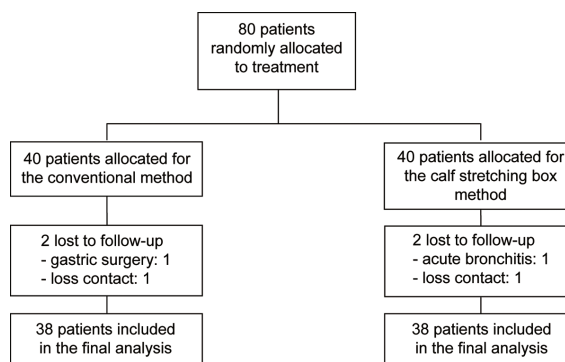 80 patients
randomly allocated
to treatment
40 patients allocated for
the conventional method
40 patients allocated for
the calf stretching box
method
2 lost to follow-up
- gastric surgery: 1
- loss contact: 1
2 lost to follow-up
- acute bronchitis: 1
- loss contact: 1
38 patients included
in the final analysis
38 patients included
in the final analysis